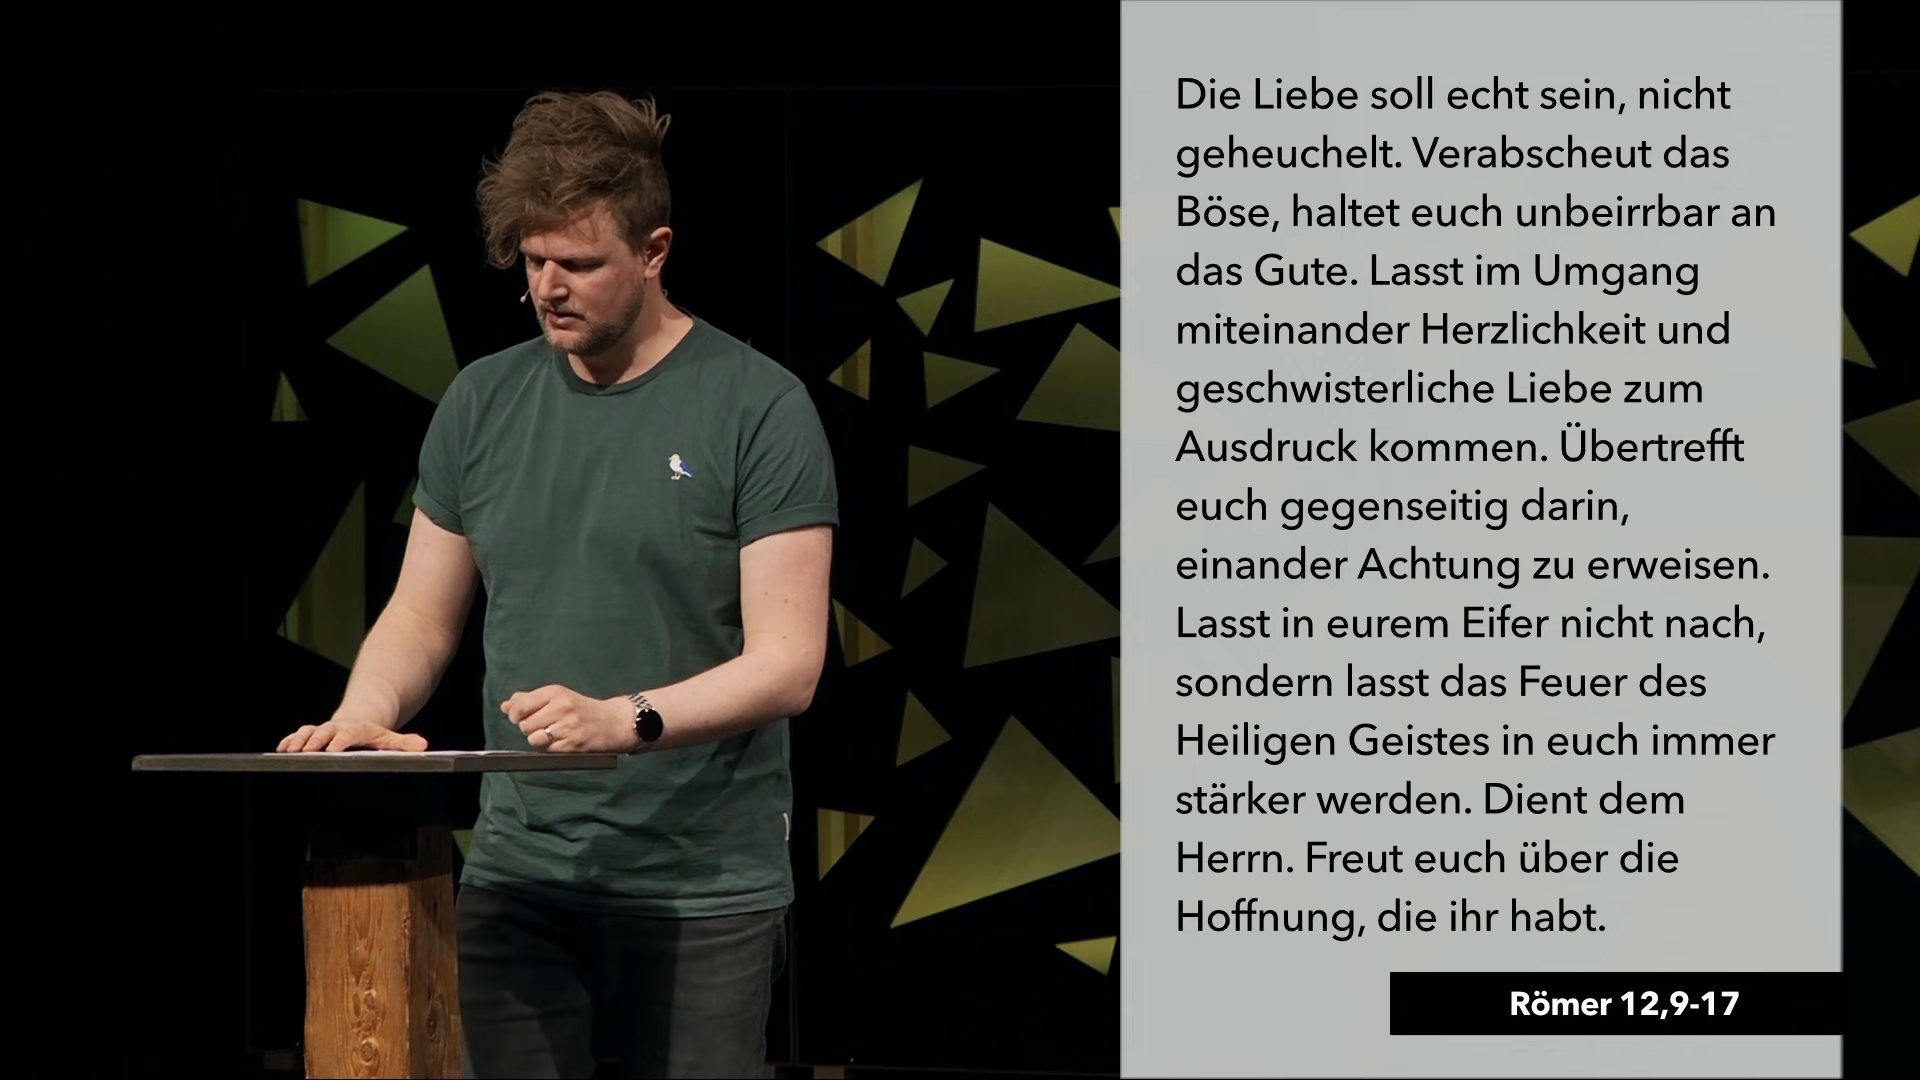 Die Liebe soll echt sein, nicht
geheuchelt. Verabscheut das
Böse, haltet euch unbeirrbar an
das Gute. Lasst im Umgang
miteinander Herzlichkeit und
geschwisterliche Liebe zum
Ausdruck kommen. Übertrefft
euch gegenseitig darin,
einander Achtung zu erweisen.
Lasst in eurem Eifer nicht nach,
sondern lasst das Feuer des
Heiligen Geistes in euch immer
stärker werden. Dient dem
Herrn. Freut euch über die
Hoffnung, die ihr habt.
Römer 12,9-17